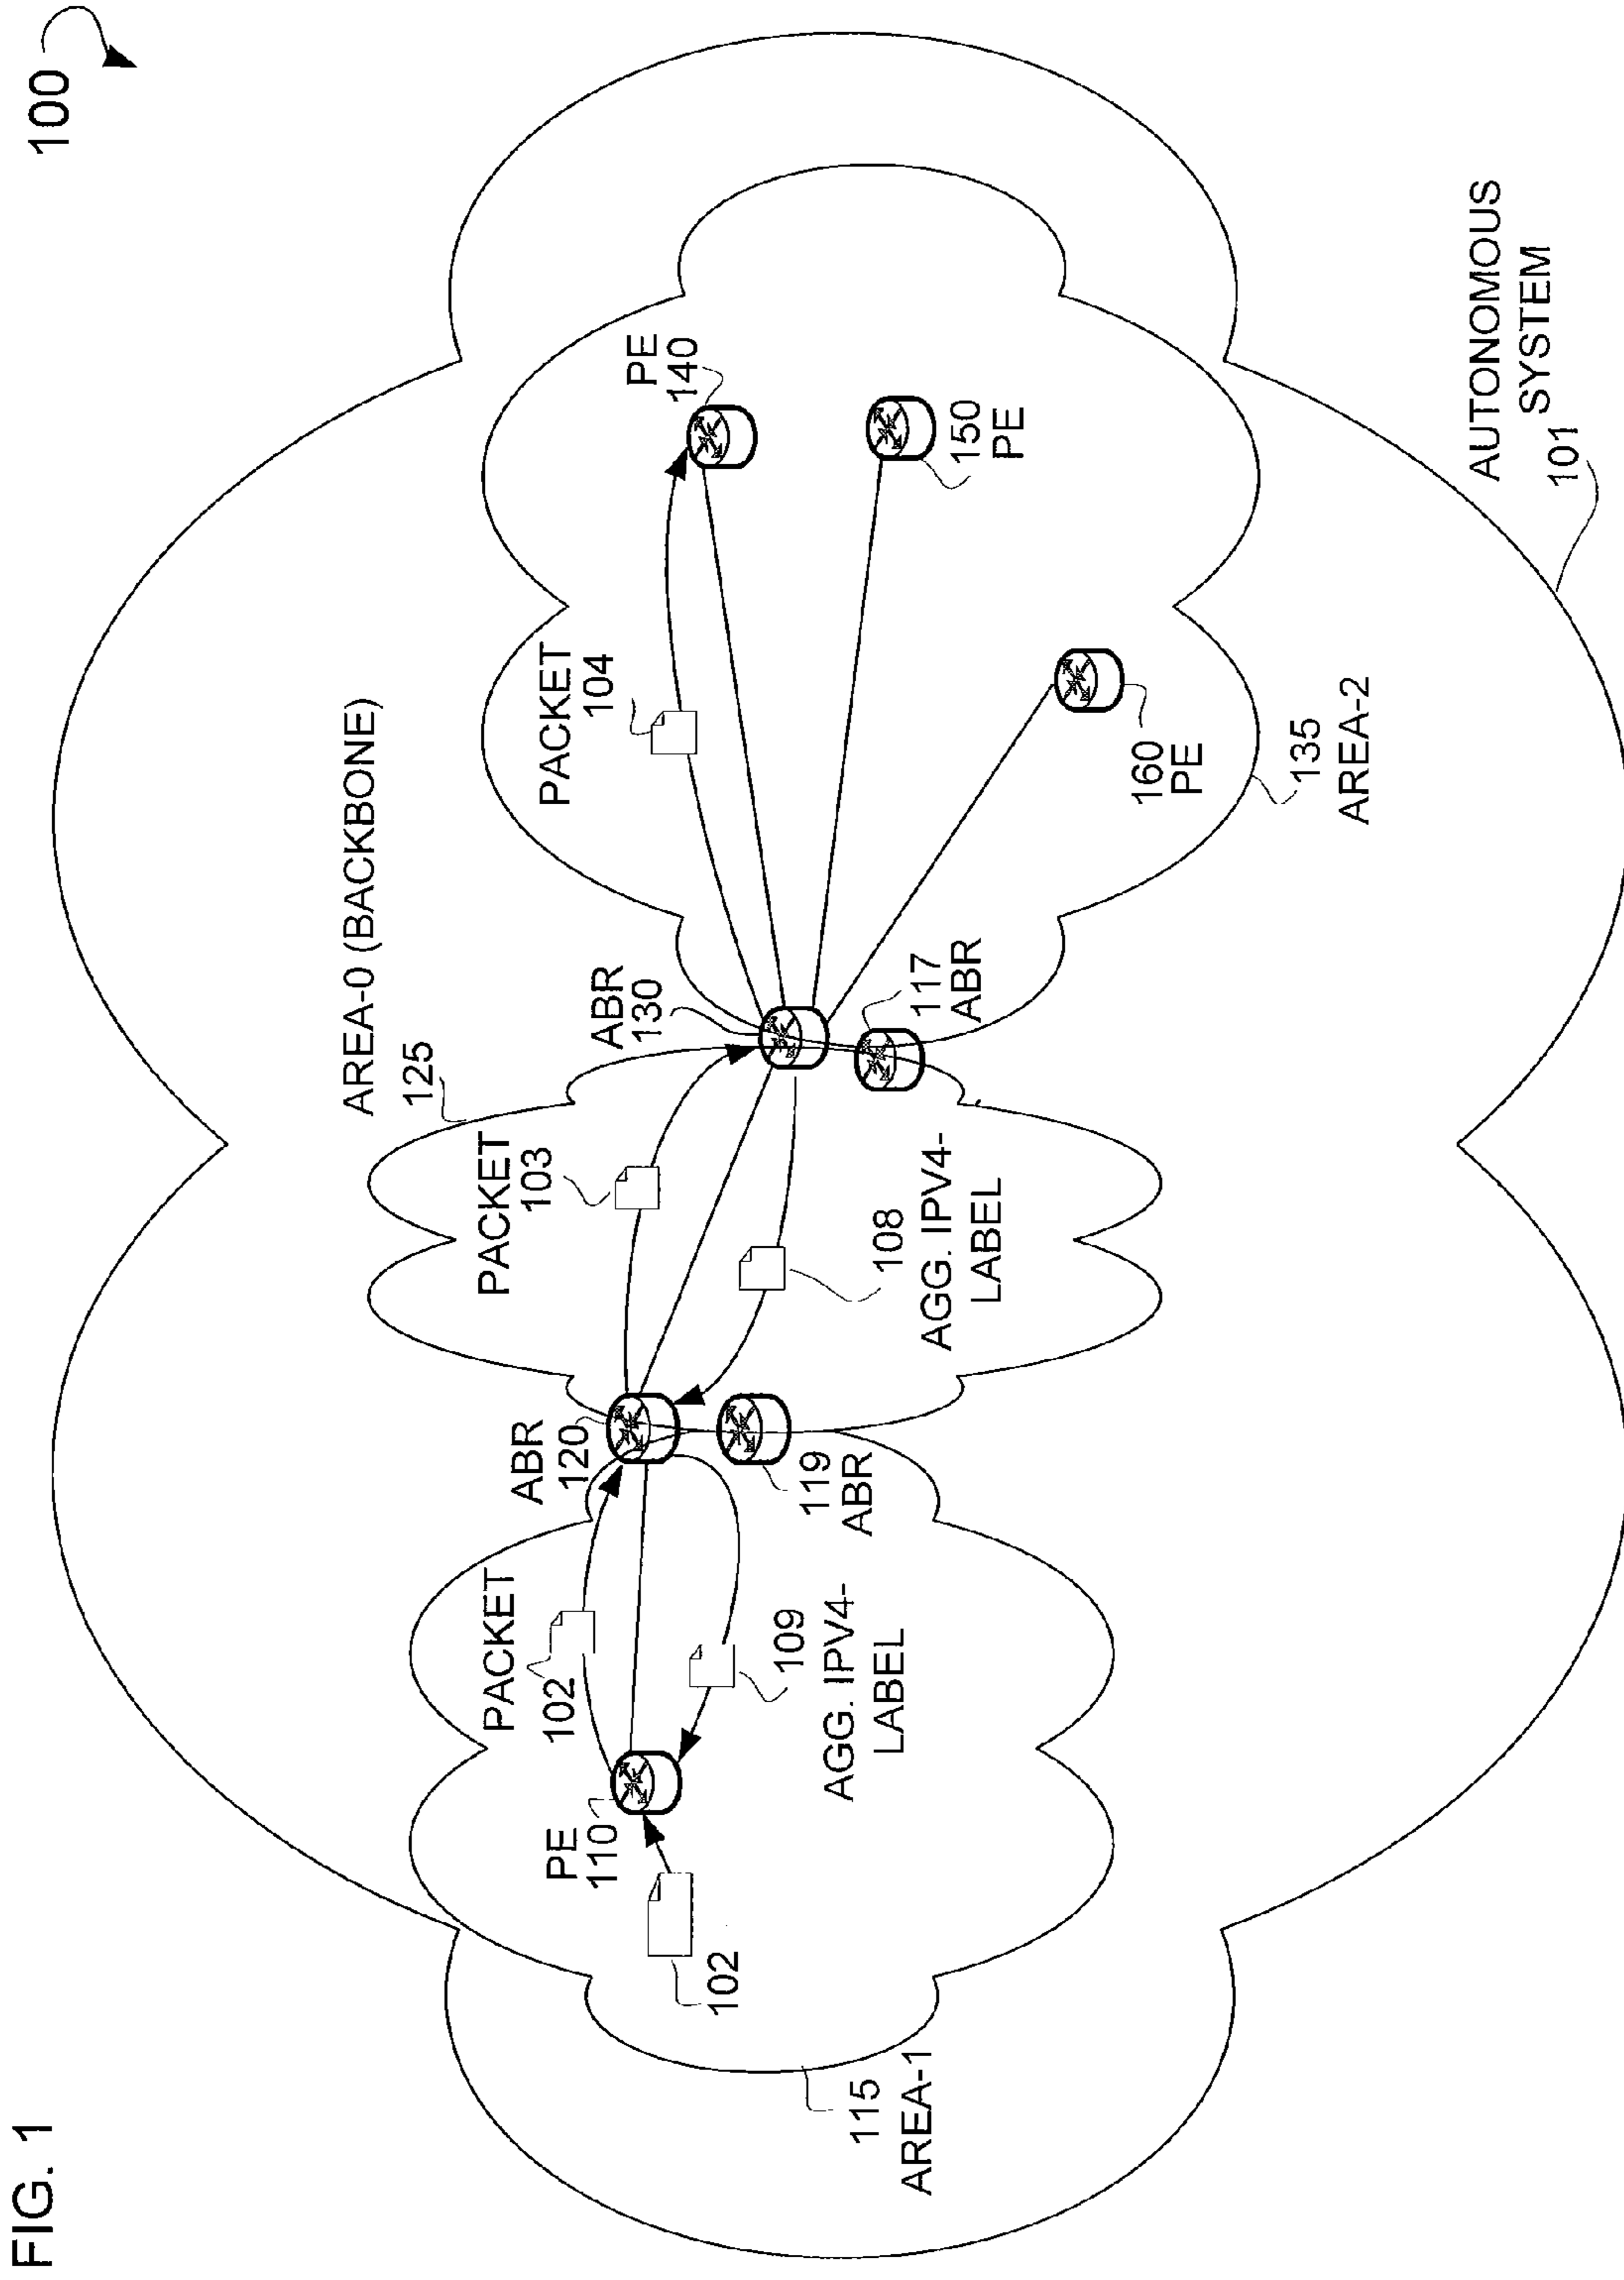 FIG. 1
100
AREA-0 (BACKBONE)
125
PACKET
103
ABR
130
PACKET
104
PE
140
ABR
120
PACKET
102
PE
110
102
119
ABR
109
AGG. IPV4-
LABEL
108
AGG. IPV4-
LABEL
117
ABR
150
PE
160
PE
115
AREA-1
135
AREA-2
AUTONOMOUS
SYSTEM
101